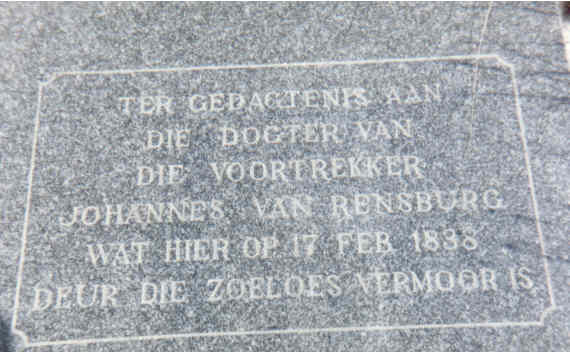 TER GEDAGTENIS AAN
DIE DOGTER VAN
DIE VOORTREKKER
JOHANNES VAN RENSBURG
WAT HIER OP 17 FEB 1838
DEUR DIE ZOELOES VERMOOR IS